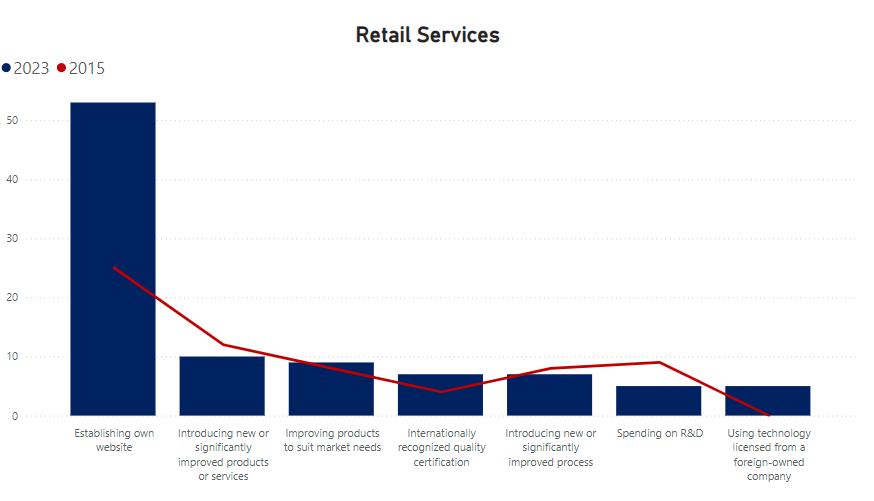 Retail Services
2023 2015
50
40
30
20
10
0
Establishing own
website
Introducing new or
significantly
improved products
or services
Improving products
to suit market needs
Internationally
recognized quality
certification
Introducing new or
significantly
improved process
Spending on R&D
Using technology
licensed from a
foreign-owned
company